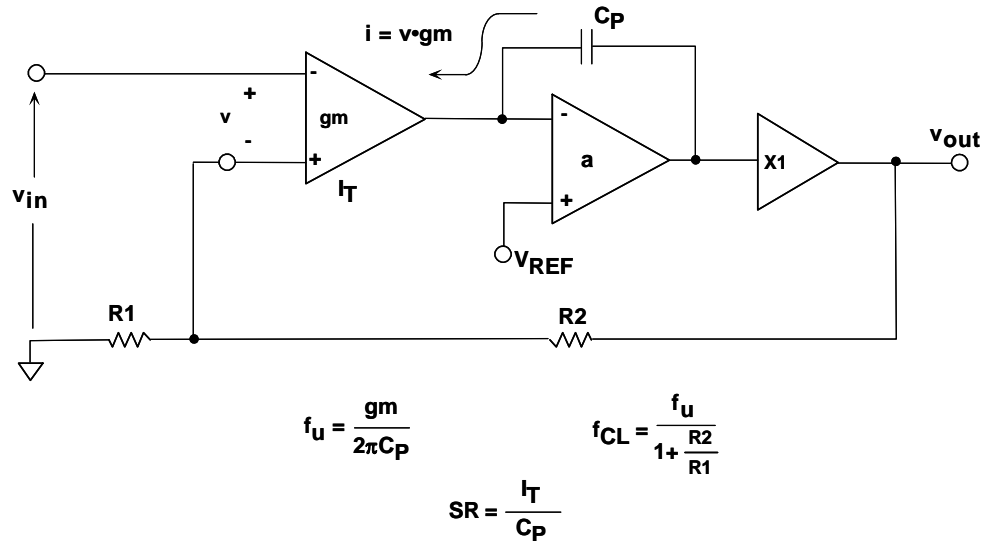 CP
i = v•gm
-
+
v
-
gm
+
IT
vin
-
a
+
X1
vout
VREF
R1
R2
fu = gm / 2πCP
fCL = fu / 1+ R2/R1
SR = IT / CP